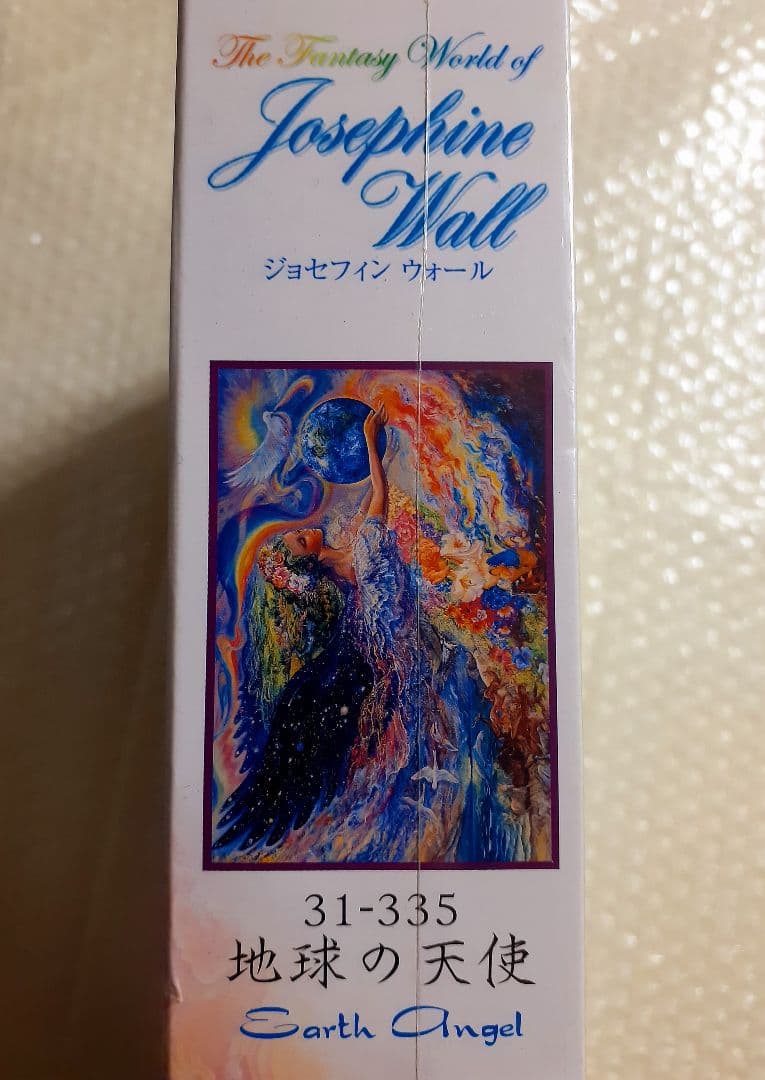 The Fantasy World of
Josephine
Wall
ジョセフィン ウォール
31-335
地球の天使
Earth Angel